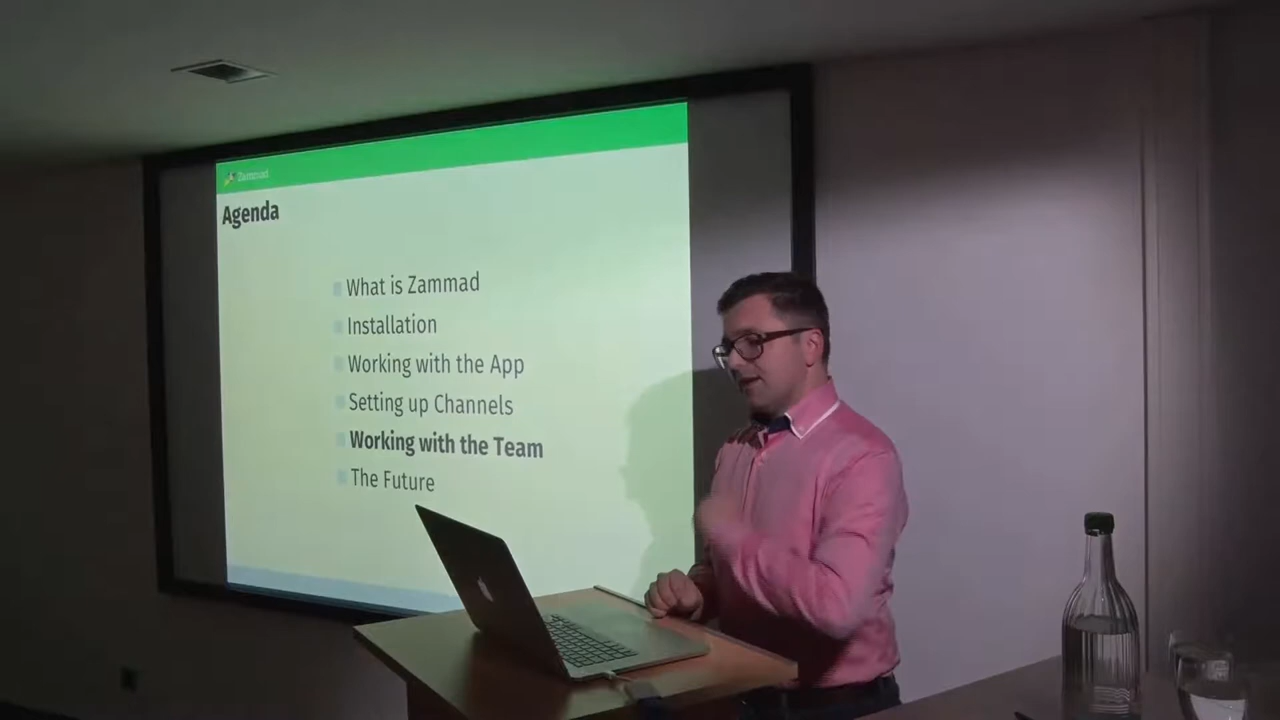 Zammad
Agenda
What is Zammad
Installation
Working with the App
Setting up Channels
Working with the Team
The Future